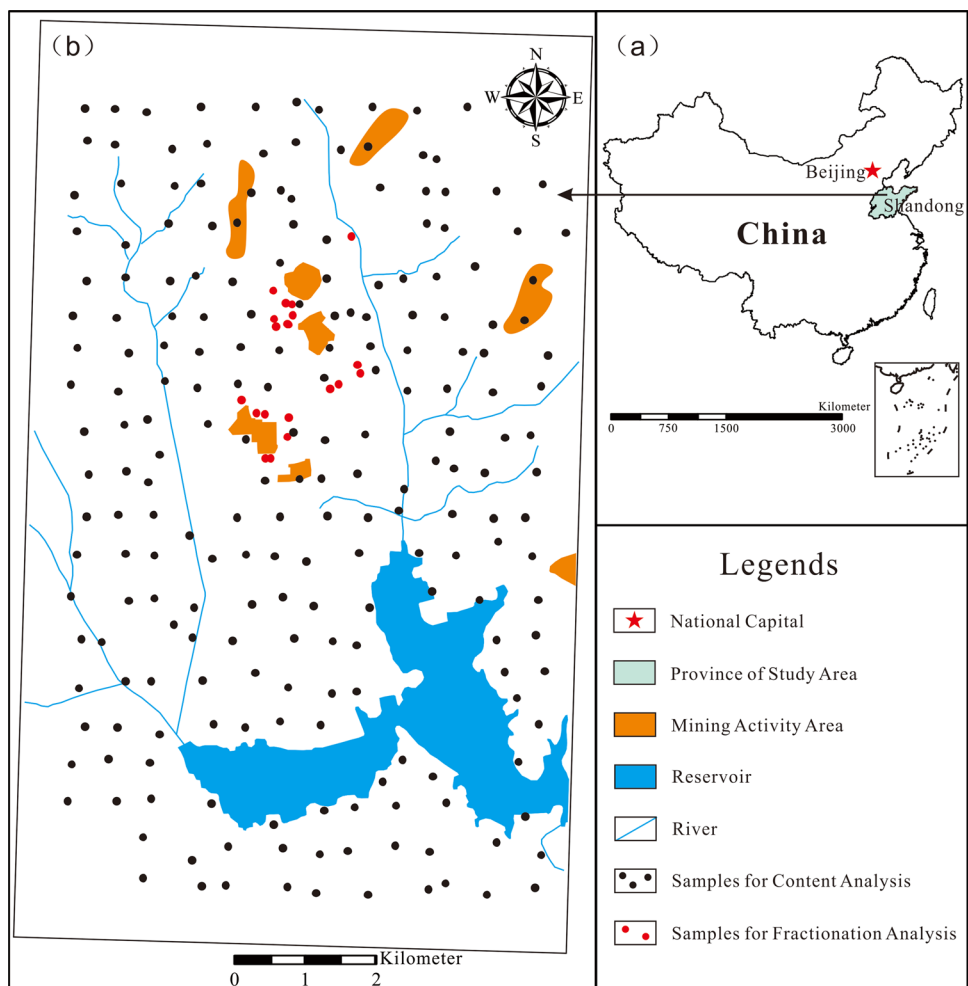 (b)
N
W
E
S
Kilometer
0
1
2
(a)
Beijing
Shandong
China
Kilometer
0
750
1500
3000
Legends
National Capital
Province of Study Area
Mining Activity Area
Reservoir
River
Samples for Content Analysis
Samples for Fractionation Analysis